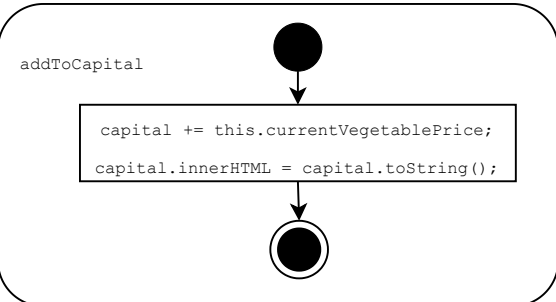 addToCapital
capital += this.currentVegetablePrice;
capital.innerHTML = capital.toString();